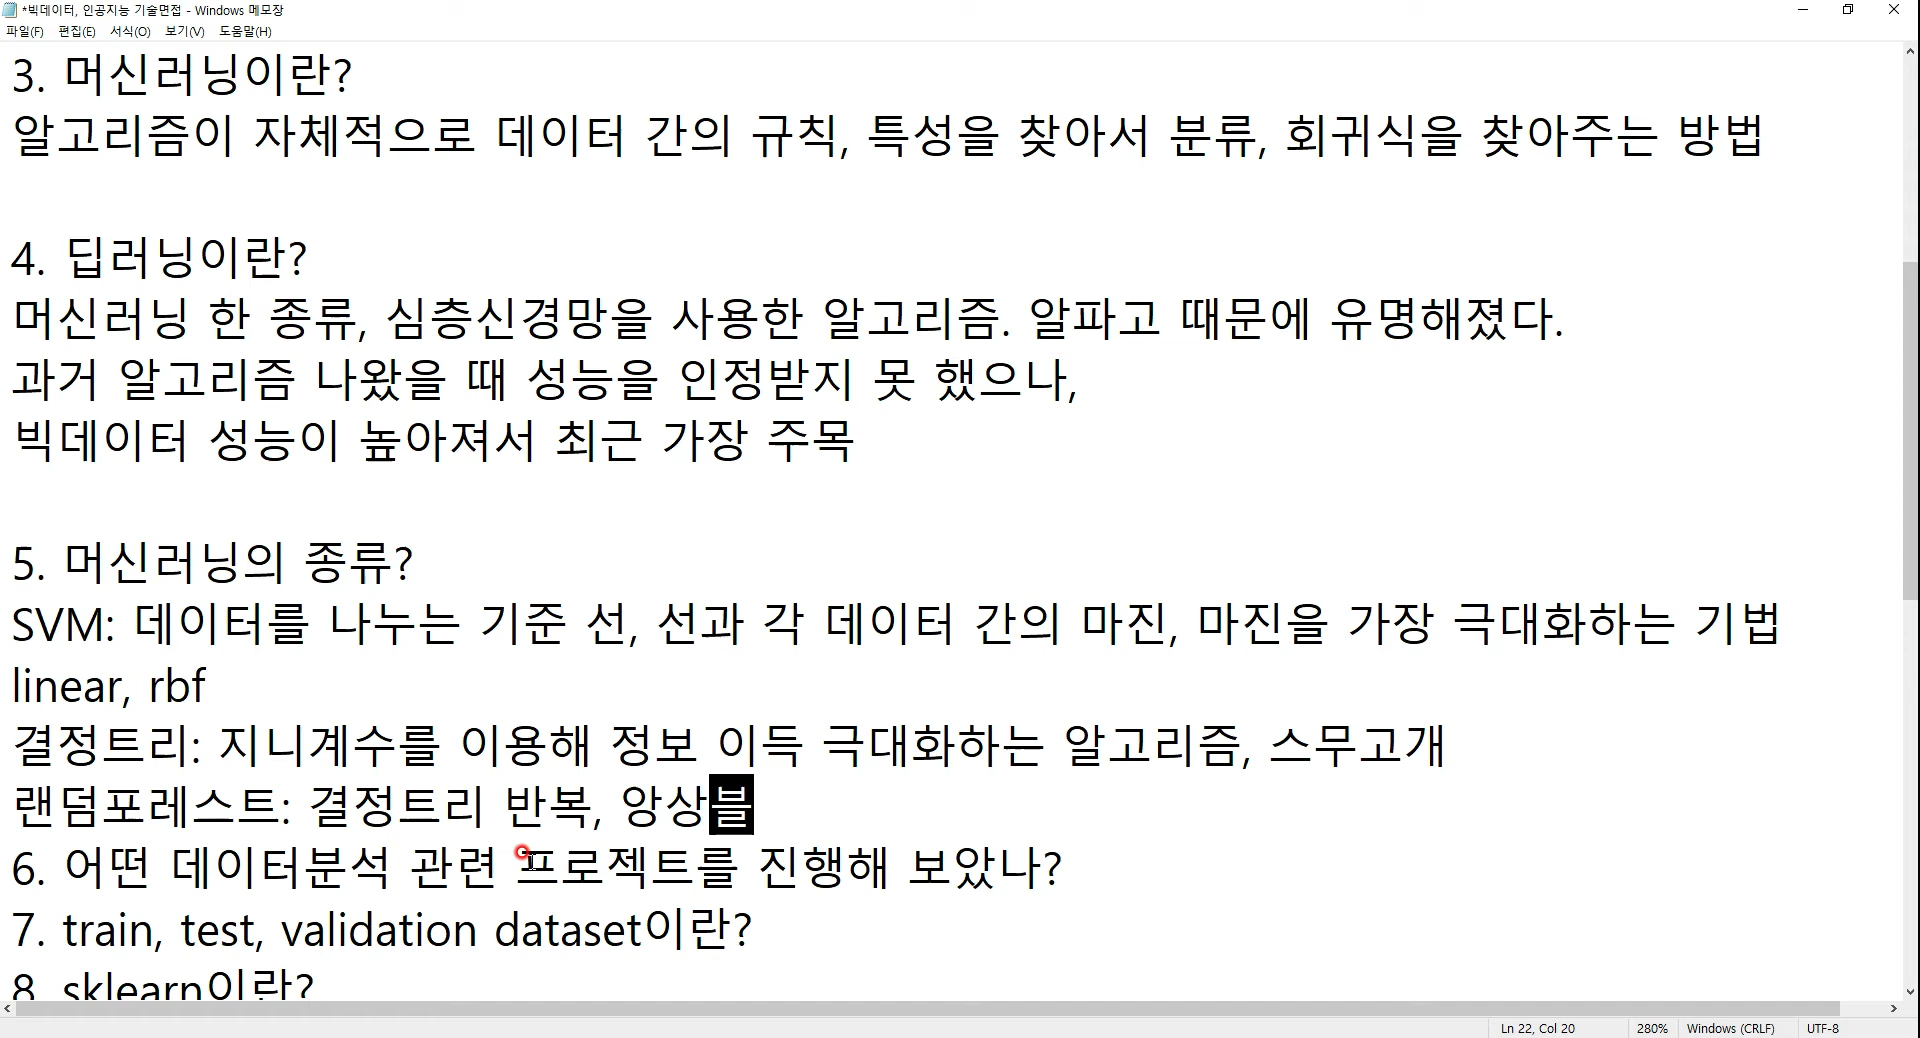 *빅데이터, 인공지능 기술면접 - Windows 메모장
파일(F) 편집(E) 서식(O) 보기(V) 도움말(H)
3. 머신러닝이란?
알고리즘이 자체적으로 데이터 간의 규칙, 특성을 찾아서 분류, 회귀식을 찾아주는 방법
4. 딥러닝이란?
머신러닝 한 종류, 심층신경망을 사용한 알고리즘. 알파고 때문에 유명해졌다.
과거 알고리즘 나왔을 때 성능을 인정받지 못 했으나,
빅데이터 성능이 높아져서 최근 가장 주목
5. 머신러닝의 종류?
SVM: 데이터를 나누는 기준 선, 선과 각 데이터 간의 마진, 마진을 가장 극대화하는 기법
linear, rbf
결정트리: 지니계수를 이용해 정보 이득 극대화하는 알고리즘, 스무고개
랜덤포레스트: 결정트리 반복, 앙상블
6. 어떤 데이터분석 관련 프로젝트를 진행해 보았나?
7. train, test, validation dataset이란?
8. sklearn이란?
Ln 22, Col 20 280% Windows (CRLF) UTF-8